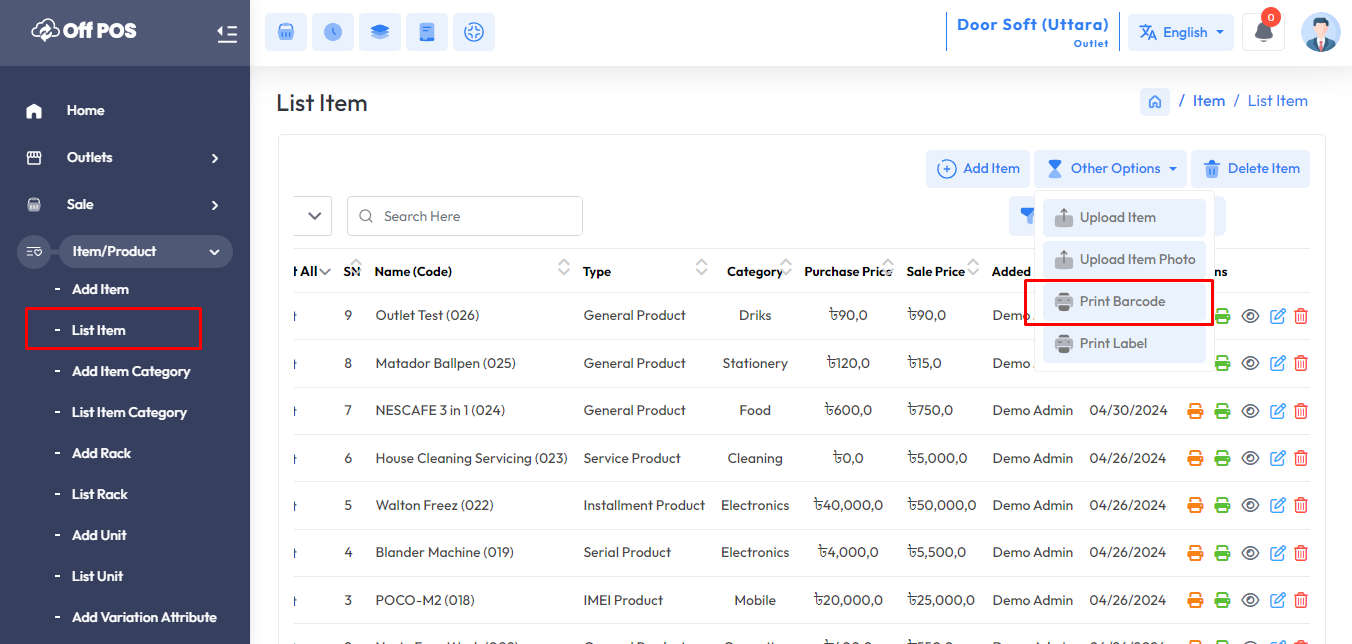 Off POS
Door Soft (Uttara)
Outlet
English
0
Home
Outlets
Sale
Item/Product
- Add Item
- List Item
- Add Item Category
- List Item Category
- Add Rack
- List Rack
- Add Unit
- List Unit
- Add Variation Attribute
List Item
/ Item / List Item
Add Item
Other Options
Delete Item
Search Here
Upload Item
Upload Item Photo
Print Barcode
Print Label
All SN Name (Code) Type Category Purchase Price Sale Price Added
9 Outlet Test (026) General Product Driks ৳90,0 ৳90,0 Demo
8 Matador Ballpen (025) General Product Stationery ৳120,0 ৳15,0 Demo
7 NESCAFE 3 in 1 (024) General Product Food ৳600,0 ৳750,0 Demo Admin 04/30/2024
6 House Cleaning Servicing (023) Service Product Cleaning ৳0,0 ৳5,000,0 Demo Admin 04/26/2024
5 Walton Freez (022) Installment Product Electronics ৳40,000,0 ৳50,000,0 Demo Admin 04/26/2024
4 Blander Machine (019) Serial Product Electronics ৳4,000,0 ৳5,500,0 Demo Admin 04/26/2024
3 POCO-M2 (018) IMEI Product Mobile ৳20,000,0 ৳25,000,0 Demo Admin 04/26/2024